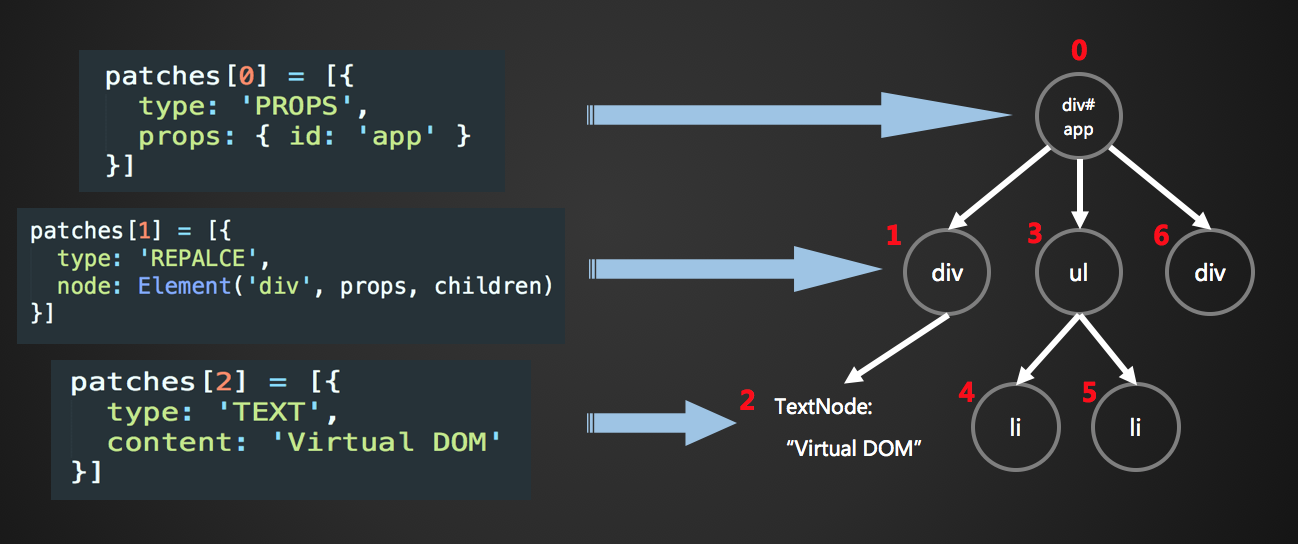 patches[0] = [{
type: 'PROPS',
props: { id: 'app' }
}]
patches[1] = [{
type: 'REPALCE',
node: Element('div', props, children)
}]
patches[2] = [{
type: 'TEXT',
content: 'Virtual DOM'
}]
0
div#
app
1
div
3
ul
6
div
2
TextNode:
“Virtual DOM”
4
li
5
li